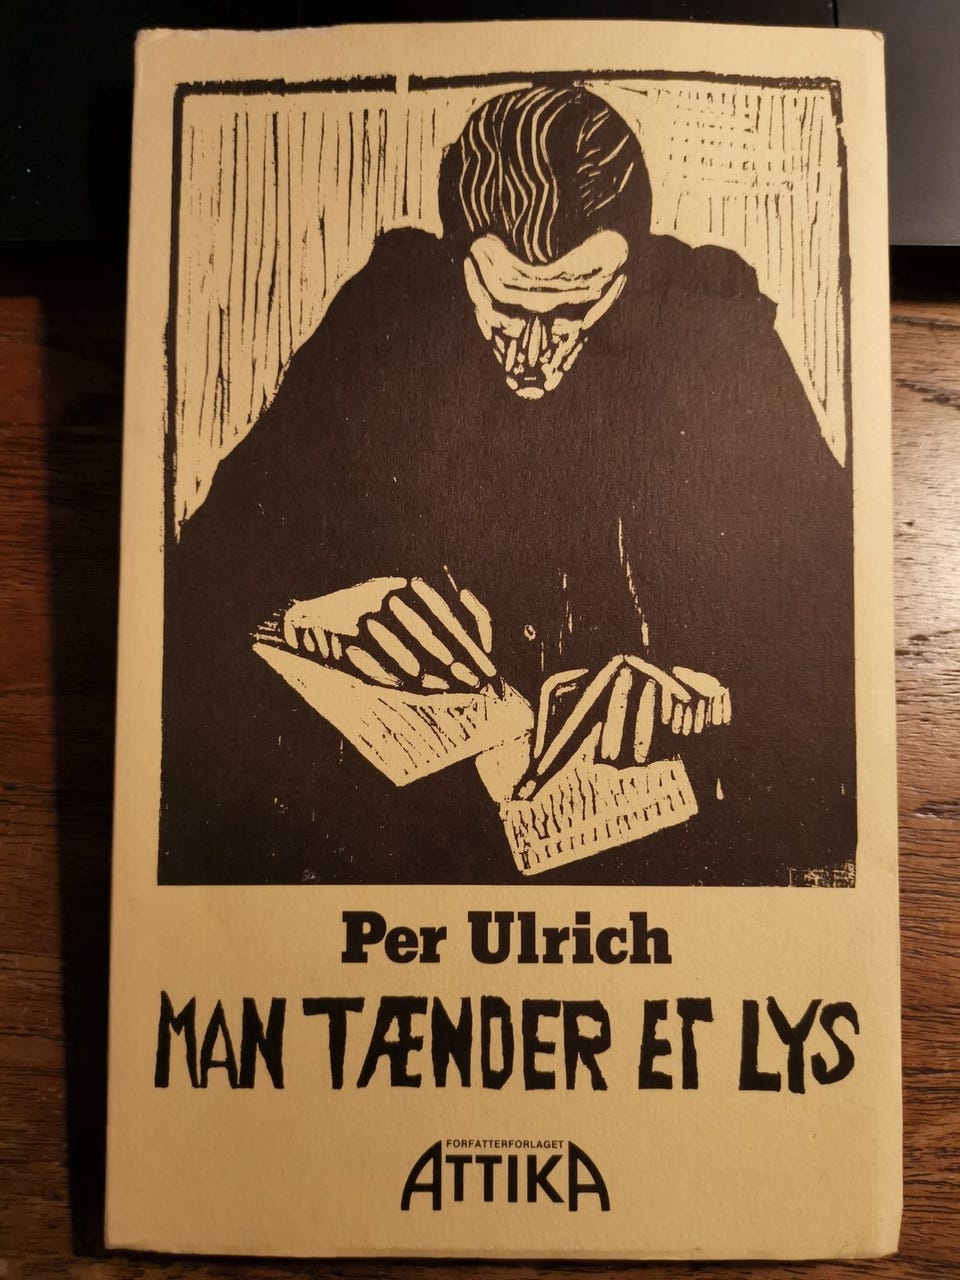 Per Ulrich
MAN TÆNDER ET LYS
FORFATTERFORLAGET
ATTIKA